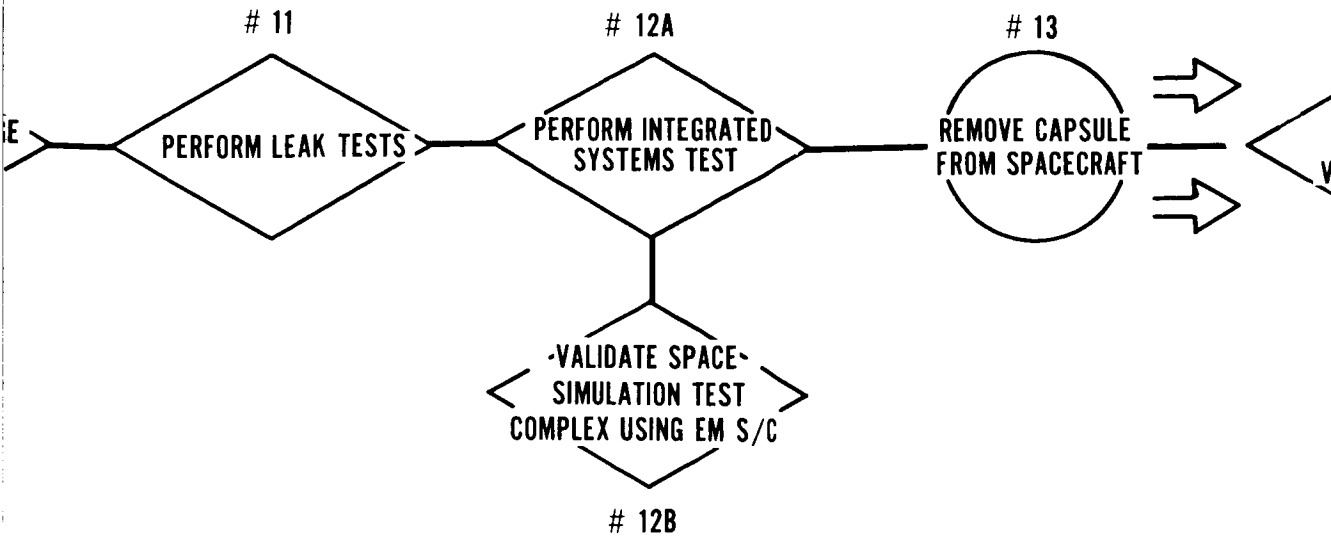 # 11
# 12A
# 13
PERFORM LEAK TESTS
PERFORM INTEGRATED
SYSTEMS TEST
REMOVE CAPSULE
FROM SPACECRAFT
VALIDATE SPACE
SIMULATION TEST
COMPLEX USING EM S/C
# 12B